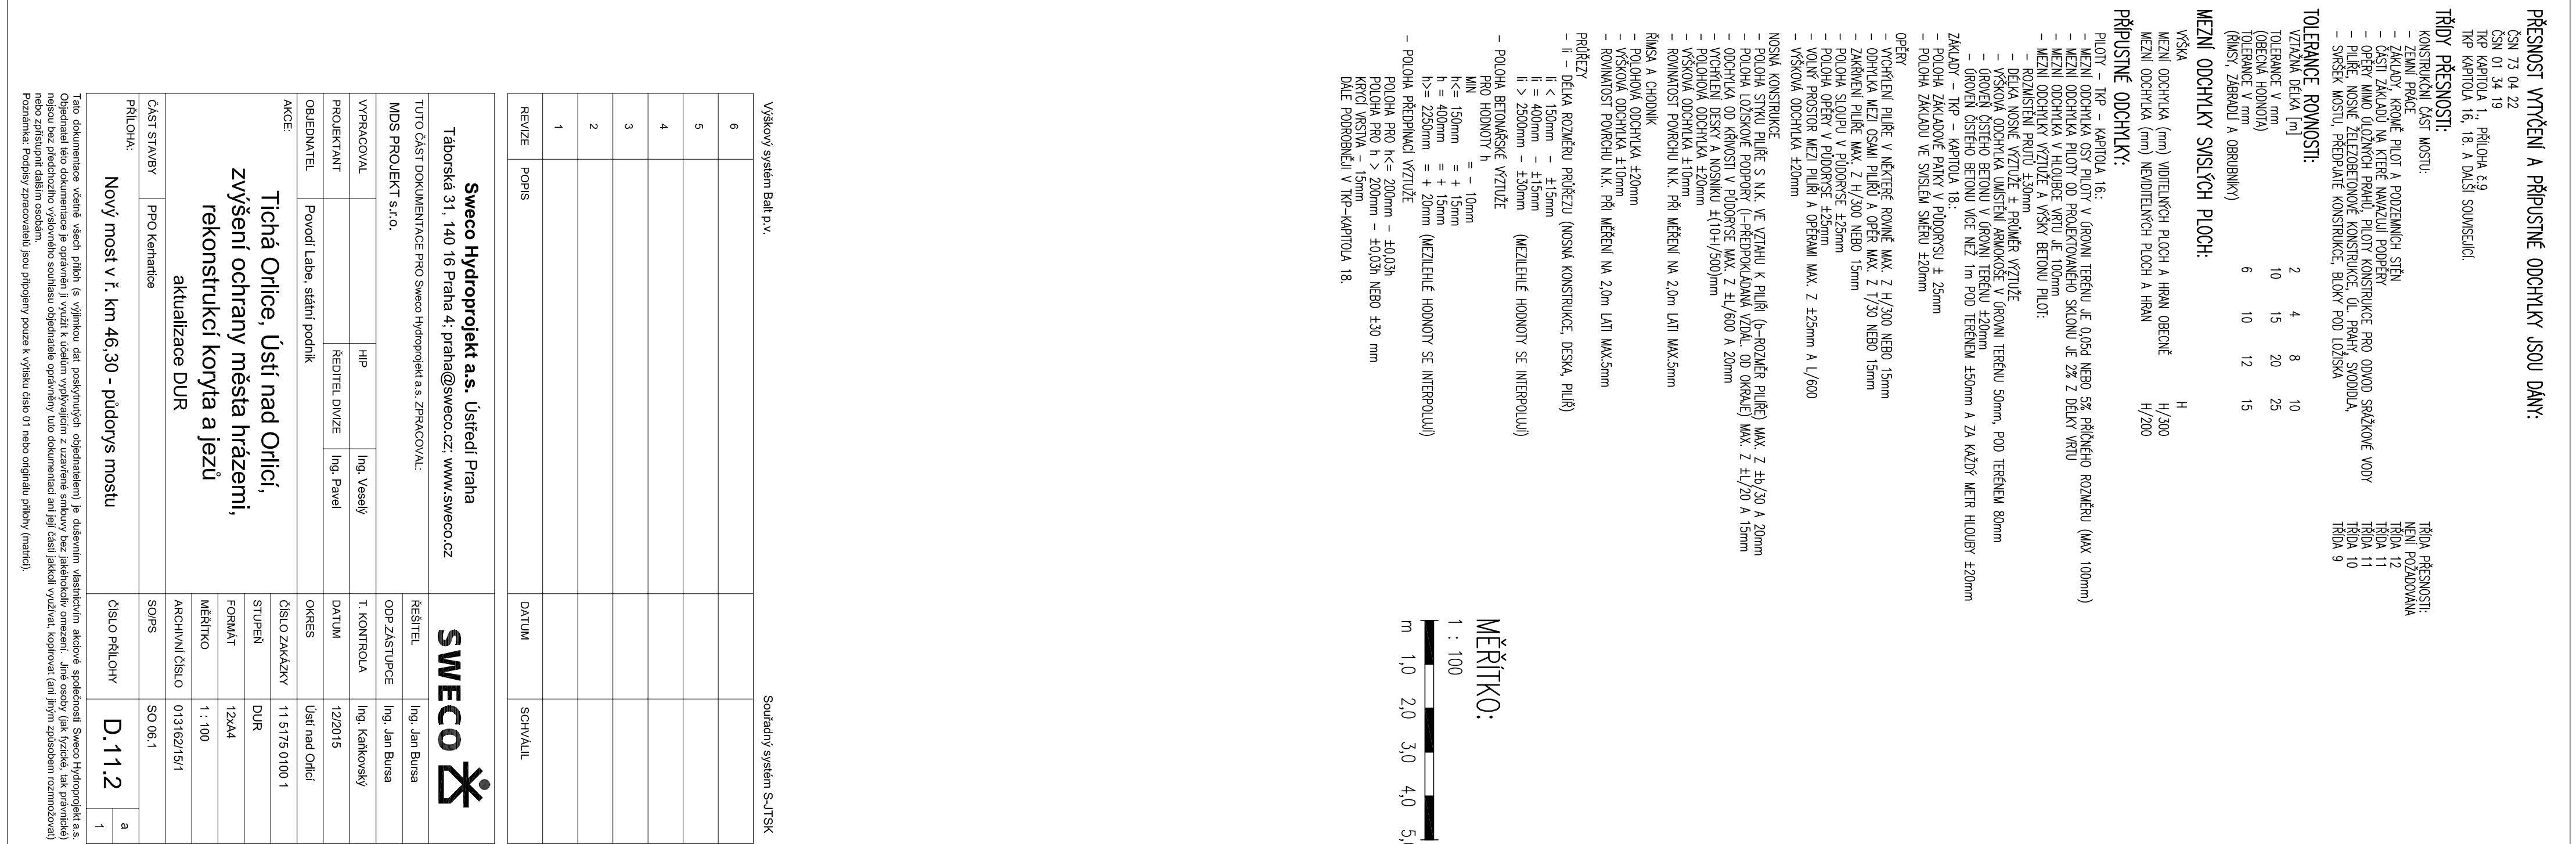 PŘESNOST VYTYČENÍ A PŘÍPUSTNÉ ODCHYLKY JSOU DÁNY:
ČSN 73 04 22
ČSN 01 34 19
TKP KAPITOLA 1., PŘÍLOHA č.9
TKP KAPITOLA 16, 18. A DALŠÍ SOUVISEJÍCÍ.
TŘÍDY PŘESNOSTI:
KONSTRUKČNÍ ČÁST MOSTU: TŘÍDA PŘESNOSTI:
- ZEMNÍ PRÁCE NENÍ POŽADOVÁNA
- ZÁKLADY, KROMĚ PILOT A PODZEMNÍCH STĚN TŘÍDA 12
- ČÁSTI ZÁKLADŮ NA KTERÉ NAVAZUJÍ PODPĚRY TŘÍDA 11
- OPĚRY MIMO ÚLOŽNÝCH PRAHŮ, PILOTY KONSTRUKCE PRO ODVOD SRÁŽKOVÉ VODY TŘÍDA 11
- PILÍŘE, NOSNÉ ŽELEZOBETONOVÉ KONSTRUKCE, ÚL. PRAHY, SVODIDLA, TŘÍDA 10
- SVRŠEK MOSTU, PŘEDPJATÉ KONSTRUKCE, BLOKY POD LOŽISKA TŘÍDA 9
TOLERANCE ROVNOSTI:
VZTAŽNÁ DÉLKA [m] 2 4 8 10
TOLERANCE V mm 10 15 20 25
(OBECNÁ HODNOTA)
TOLERANCE V mm 6 10 12 15
(ŘÍMSY, ZÁBRADLÍ A OBRUBNÍKY)
MEZNÍ ODCHYLKY SVISLÝCH PLOCH:
VÝŠKA H
MEZNÍ ODCHYLKA (mm) VIDITELNÝCH PLOCH A HRAN OBECNĚ H/300
MEZNÍ ODCHYLKA (mm) NEVIDITELNÝCH PLOCH A HRAN H/200
PŘÍPUSTNÉ ODCHYLKY:
PILOTY - TKP - KAPITOLA 16.:
- MEZNÍ ODCHYLKA OSY PILOTY V ÚROVNI TERÉNU JE 0,05d NEBO 5% PŘÍČNÉHO ROZMĚRU (MAX 100mm)
- MEZNÍ ODCHYLKA PILOTY OD PROJEKTOVANÉHO SKLONU JE 2% Z DÉLKY VRTU
- MEZNÍ ODCHYLKA V HLOUBCE VRTU JE 100mm
- MEZNÍ ODCHYLKY VÝZTUŽE A VÝŠKY BETONU PILOT:
- ROZMÍSTĚNÍ PRUTŮ ±30mm
- DÉLKA NOSNÉ VÝZTUŽE ± PRŮMĚR VÝZTUŽE
- VÝŠKOVÁ ODCHYLKA UMÍSTĚNÍ ARMOKOŠE V ÚROVNI TERÉNU 50mm, POD TERÉNEM 80mm
- ÚROVEŇ ČISTÉHO BETONU V ÚROVNI TERÉNU ±20mm
- ÚROVEŇ ČISTÉHO BETONU VÍCE NEŽ 1m POD TERÉNEM ±50mm A ZA KAŽDÝ METR HLOUBY ±20mm
ZÁKLADY - TKP - KAPITOLA 18.:
- POLOHA ZÁKLADOVÉ PATKY V PŮDORYSU ± 25mm
- POLOHA ZÁKLADU VE SVISLÉM SMĚRU ±20mm
OPĚRY
- VYCHÝLENÍ PILÍŘE V NĚKTERÉ ROVINĚ MAX. Z H/300 NEBO 15mm
- ODHYLKA MEZI OSAMI PILÍŘŮ A OPĚR MAX. Z T/30 NEBO 15mm
- ZAKŘIVENÍ PILÍŘE MAX. Z H/300 NEBO 15mm
- POLOHA SLOUPU V PŮDORYSE ±25mm
- POLOHA OPĚRY V PŮDORYSE ±25mm
- VOLNÝ PROSTOR MEZI PILÍŘI A OPĚRAMI MAX. Z ±25mm A L/600
- VÝŠKOVÁ ODCHYLKA ±20mm
NOSNÁ KONSTRUKCE
- POLOHA STYKU PILÍŘE S N.K. VE VZTAHU K PILÍŘI (b-ROZMĚR PILÍŘE) MAX. Z ±b/30 A 20mm
- POLOHA LOŽISKOVÉ PODPORY (l-PŘEDPOKLÁDANÁ VZDÁL. OD OKRAJE) MAX. Z ±L/20 A 15mm
- ODCHYLKA OD KŘIVOSTI V PŮDORYSE MAX. Z ±L/600 A 20mm
- VYCHÝLENÍ DESKY A NOSNÍKU ±(10+l/500)mm
- POLOHOVÁ ODCHYLKA ±20mm
- VÝŠKOVÁ ODCHYLKA ±10mm
- ROVINATOST POVRCHU N.K. PŘI MĚŘENÍ NA 2,0m LATI MAX.5mm
ŘÍMSA A CHODNÍK
- POLOHOVÁ ODCHYLKA ±20mm
- VÝŠKOVÁ ODCHYLKA ±10mm
- ROVINATOST POVRCHU N.K. PŘI MĚŘENÍ NA 2,0m LATI MAX.5mm
PRŮŘEZY
- li - DÉLKA ROZMĚRU PRŮŘEZU (NOSNÁ KONSTRUKCE, DESKA, PILÍŘ)
li < 150mm - ±15mm
li = 400mm - ±15mm
li > 2500mm - ±30mm (MEZILEHLÉ HODNOTY SE INTERPOLUJÍ)
- POLOHA BETONÁŘSKÉ VÝZTUŽE
PRO HODNOTY h
MIN = - 10mm
h<= 150mm = + 15mm
h = 400mm = + 15mm
h>= 2250mm = + 20mm (MEZILEHLÉ HODNOTY SE INTERPOLUJÍ)
- POLOHA PŘEDPÍNACÍ VÝZTUŽE
POLOHA PRO h<= 200mm - ±0,03h
POLOHA PRO h > 200mm - ±0,03h NEBO ±30 mm
KRYCÍ VRSTVA - 15mm
DÁLE PODROBNĚJI V TKP-KAPITOLA 18.
MĚŘÍTKO:
1 : 100
m 1,0 2,0 3,0 4,0 5,
Výškový systém Balt p.v. Souřadný systém S-JTSK
6
5
4
3
2
1
REVIZE POPIS DATUM SCHVÁLIL
Sweco Hydroprojekt a.s. Ústředí Praha
Táborská 31, 140 16 Praha 4; praha@sweco.cz; www.sweco.cz
SWECO
TUTO ČÁST DOKUMENTACE PRO Sweco Hydroprojekt a.s. ZPRACOVAL:
MDS PROJEKT s.r.o.
ŘEŠITEL Ing. Jan Bursa
ODP.ZÁSTUPCE Ing. Jan Bursa
VYPRACOVAL HIP Ing. Veselý T. KONTROLA Ing. Kaňkovský
PROJEKTANT ŘEDITEL DIVIZE Ing. Pavel DATUM 12/2015
OBJEDNATEL Povodí Labe, státní podnik OKRES Ústí nad Orlicí
AKCE:
Tichá Orlice, Ústí nad Orlicí,
zvýšení ochrany města hrázemi,
rekonstrukcí koryta a jezů
aktualizace DUR
ČÍSLO ZAKÁZKY 11 5175 0100 1
STUPEŇ DUR
FORMÁT 12xA4
MĚŘÍTKO 1 : 100
ARCHIVNÍ ČÍSLO 013162/15/1
ČÁST STAVBY PPO Kerhartice SO/PS SO 06.1
PŘÍLOHA:
Nový most v ř. km 46,30 - půdorys mostu
ČÍSLO PŘÍLOHY
D.11.2
a
1
Tato dokumentace včetně všech příloh (s výjimkou dat poskytnutých objednatelem) je duševním vlastnictvím akciové společnosti Sweco Hydroprojekt a.s.
Objednatel této dokumentace je oprávněn ji využít k účelům vyplývajícím z uzavřené smlouvy bez jakéhokoliv omezení. Jiné osoby (jak fyzické, tak právnické)
nejsou bez předchozího výslovného souhlasu objednatele oprávněny tuto dokumentaci ani její části jakkoli využívat, kopírovat (ani jiným způsobem rozmnožovat)
nebo zpřístupnit dalším osobám.
Poznámka: Podpisy zpracovatelů jsou připojeny pouze k výtisku číslo 01 nebo originálu přílohy (matrici).